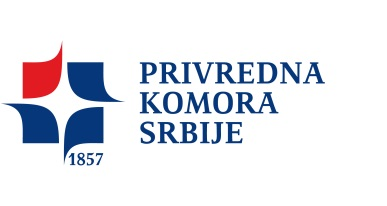 PRIVREDNA
KOMORA
SRBIJE
1857